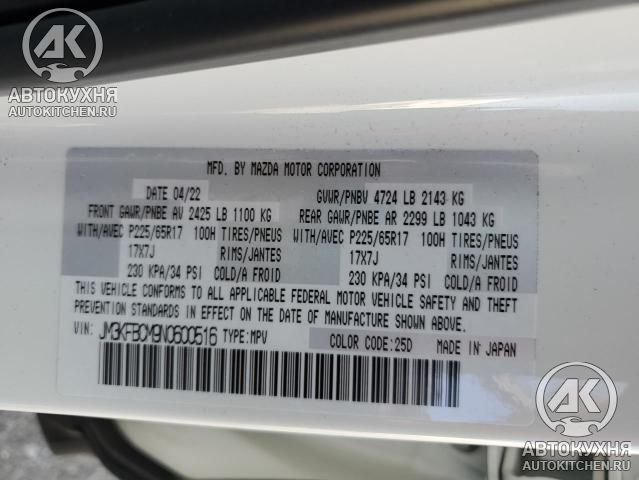 AK
АВТОКУХНЯ
AUTOKITCHEN.RU
MFD. BY MAZDA MOTOR CORPORATION
DATE 04/22 GVWR/PNBV 4724 LB 2143 KG
FRONT GAWR/PNBE AV 2425 LB 1100 KG REAR GAWR/PNBE AR 2299 LB 1043 KG
WITH/AVEC P225/65R17 100H TIRES/PNEUS WITH/AVEC P225/65R17 100H TIRES/PNEUS
17X7J RIMS/JANTES 17X7J RIMS/JANTES
230 KPA/34 PSI COLD/A FROID 230 KPA/34 PSI COLD/A FROID
THIS VEHICLE CONFORMS TO ALL APPLICABLE FEDERAL MOTOR VEHICLE SAFETY AND THEFT
PREVENTION STANDARDS IN EFFECT ON THE DATE OF MANUFACTURE SHOWN ABOVE.
VIN: JM3KFBCM9N0600516 TYPE:MPV COLOR CODE:25D MADE IN JAPAN
AK
АВТОКУХНЯ
AUTOKITCHEN.RU